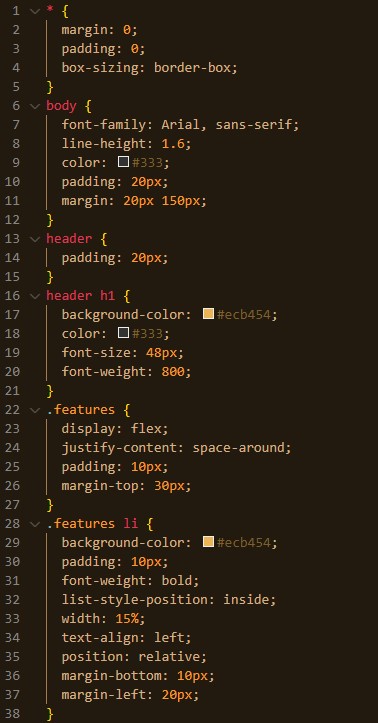 1 * {
2 margin: 0;
3 padding: 0;
4 box-sizing: border-box;
5 }
6 body {
7 font-family: Arial, sans-serif;
8 line-height: 1.6;
9 color: #333;
10 padding: 20px;
11 margin: 20px 150px;
12 }
13 header {
14 padding: 20px;
15 }
16 header h1 {
17 background-color: #ecb454;
18 color: #333;
19 font-size: 48px;
20 font-weight: 800;
21 }
22 .features {
23 display: flex;
24 justify-content: space-around;
25 padding: 10px;
26 margin-top: 30px;
27 }
28 .features li {
29 background-color: #ecb454;
30 padding: 10px;
31 font-weight: bold;
32 list-style-position: inside;
33 width: 15%;
34 text-align: left;
35 position: relative;
36 margin-bottom: 10px;
37 margin-left: 20px;
38 }